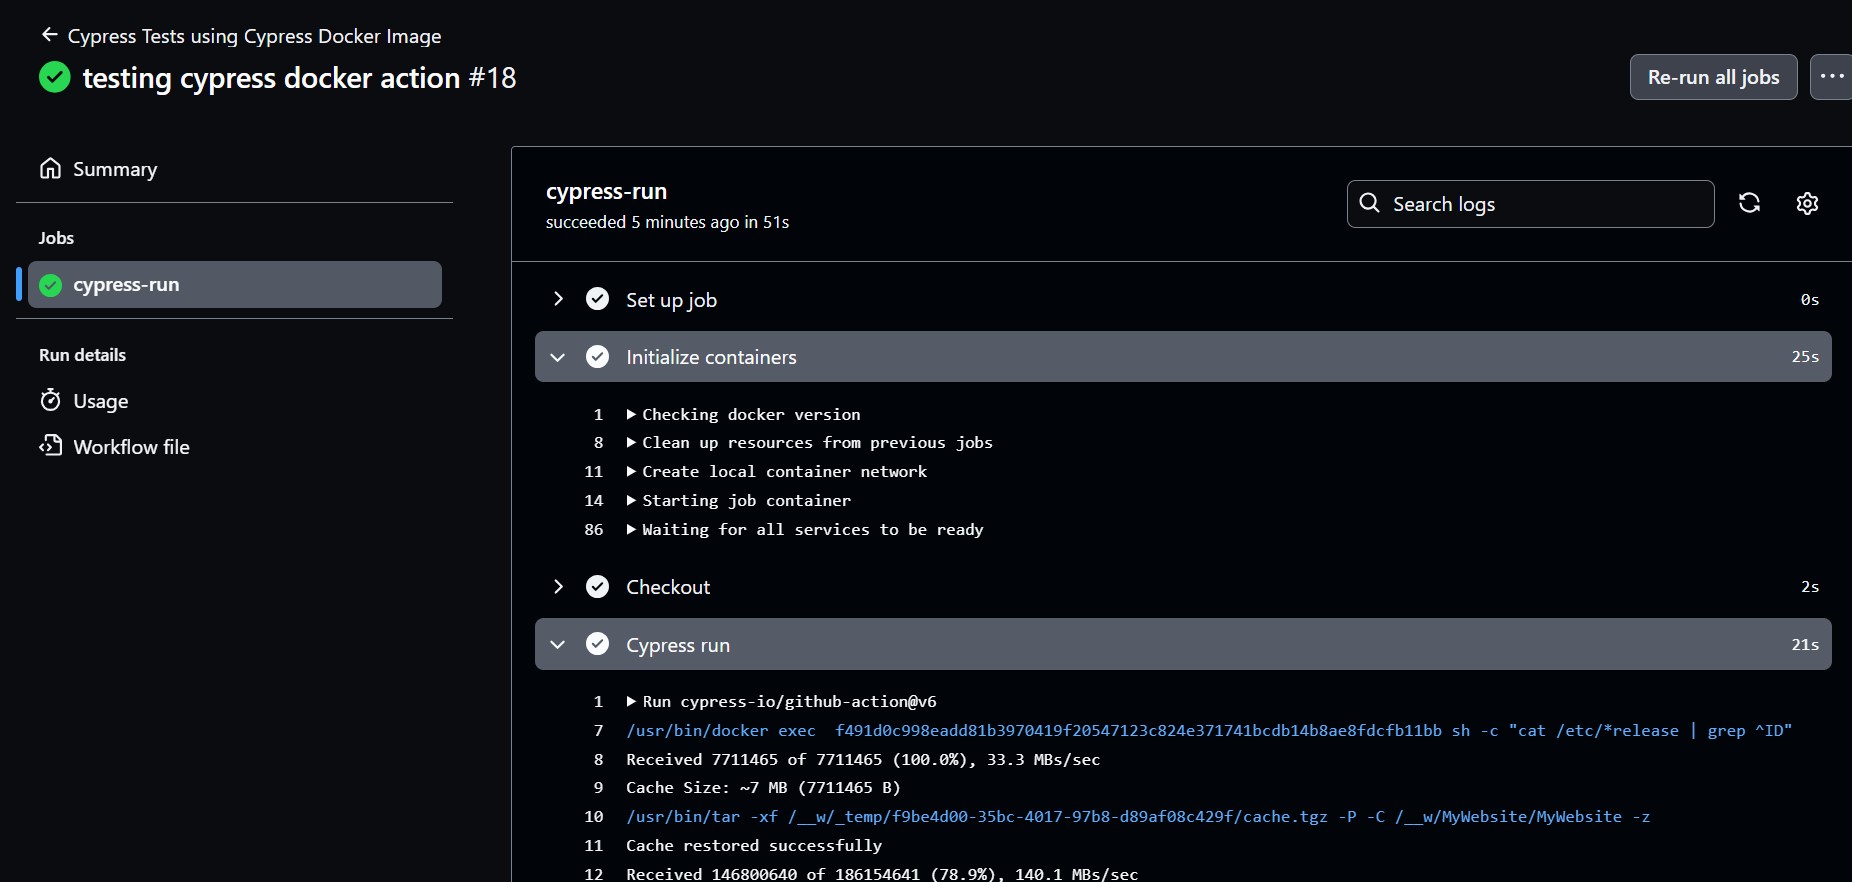 Cypress Tests using Cypress Docker Image
testing cypress docker action #18
Re-run all jobs
Summary
Jobs
cypress-run
Run details
Usage
Workflow file
cypress-run
succeeded 5 minutes ago in 51s
Search logs
Set up job 0s
Initialize containers 25s
1 Checking docker version
8 Clean up resources from previous jobs
11 Create local container network
14 Starting job container
86 Waiting for all services to be ready
Checkout 2s
Cypress run 21s
1 Run cypress-io/github-action@v6
7 /usr/bin/docker exec  f491d0c998eadd81b3970419f20547123c824e371741bcdb14b8ae8fdcfb11bb sh -c "cat /etc/*release | grep ^ID"
8 Received 7711465 of 7711465 (100.0%), 33.3 MBs/sec
9 Cache Size: ~7 MB (7711465 B)
10 /usr/bin/tar -xf /__w/_temp/f9be4d00-35bc-4017-97b8-d89af08c429f/cache.tgz -P -C /__w/MyWebsite/MyWebsite -z
11 Cache restored successfully
12 Received 146800640 of 186154641 (78.9%), 140.1 MBs/sec